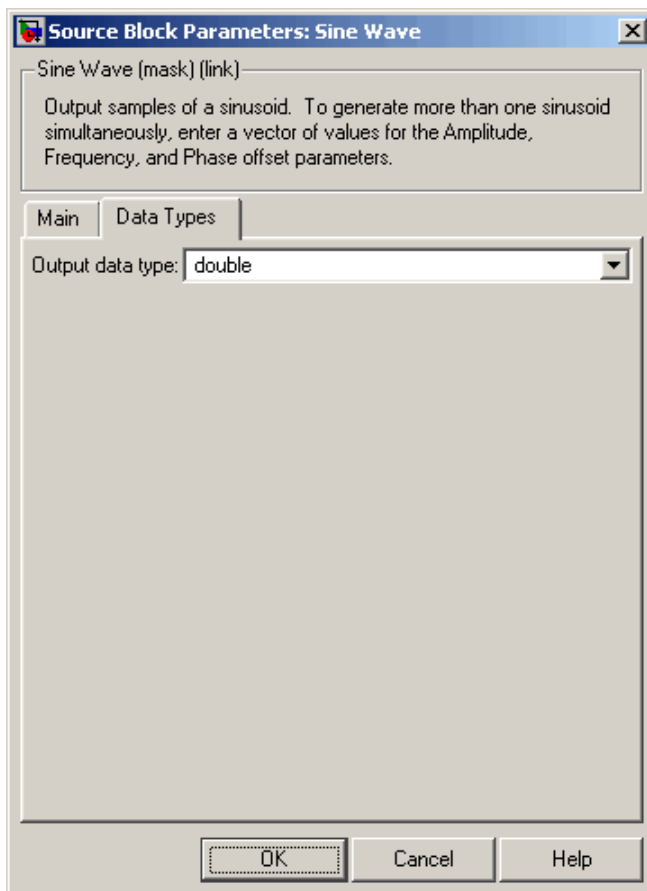 Source Block Parameters: Sine Wave
Sine Wave (mask) (link)
Output samples of a sinusoid. To generate more than one sinusoid
simultaneously, enter a vector of values for the Amplitude,
Frequency, and Phase offset parameters.
Main Data Types
Output data type: double
OK Cancel Help